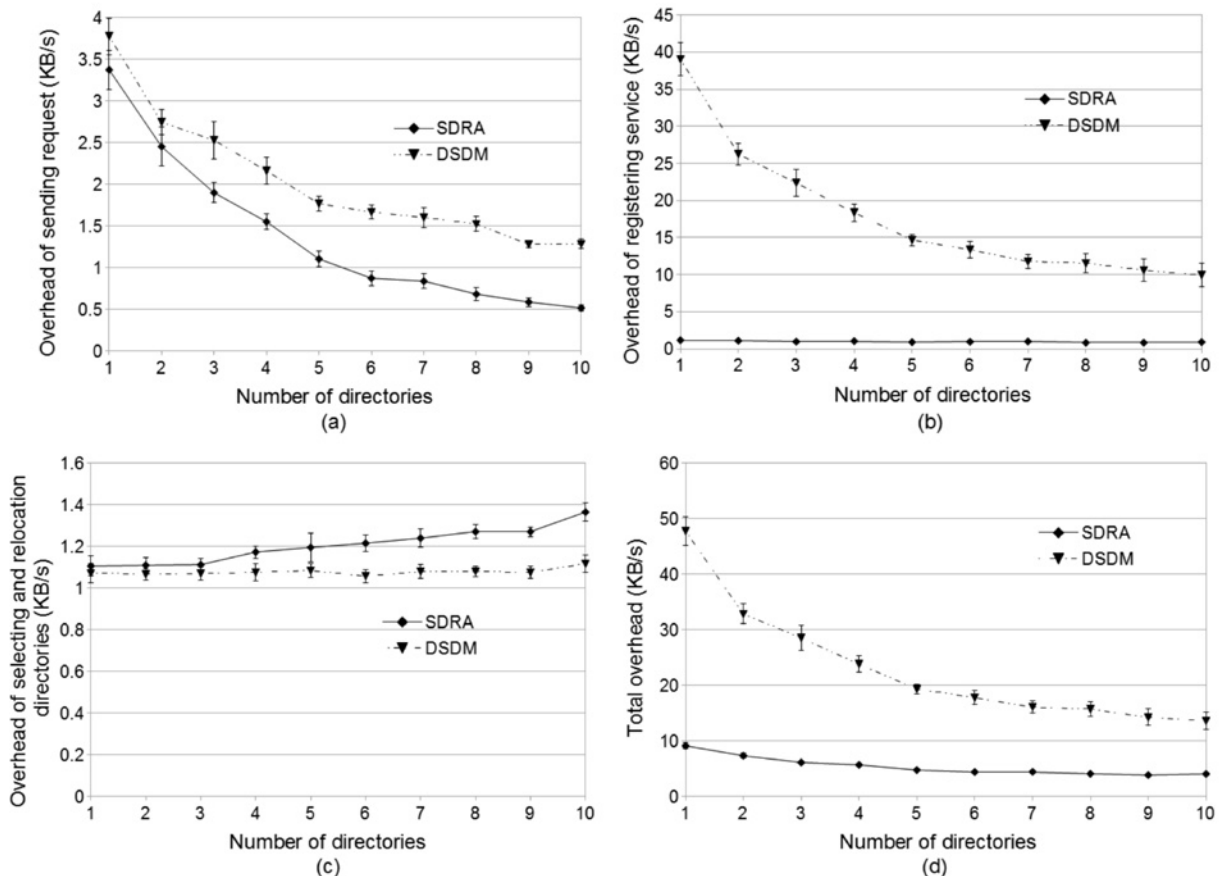 4
3.5
3
2.5
2
1.5
1
0.5
0
Overhead of sending request (KB/s)
SDRA
DSDM
1 2 3 4 5 6 7 8 9 10
Number of directories
(a)
45
40
35
30
25
20
15
10
5
0
Overhead of registering service (KB/s)
SDRA
DSDM
1 2 3 4 5 6 7 8 9 10
Number of directories
(b)
1.6
1.4
1.2
1
0.8
0.6
0.4
0.2
0
Overhead of selecting and relocation
directories (KB/s)
SDRA
DSDM
1 2 3 4 5 6 7 8 9 10
Number of directories
(c)
60
50
40
30
20
10
0
Total overhead (KB/s)
SDRA
DSDM
1 2 3 4 5 6 7 8 9 10
Number of directories
(d)